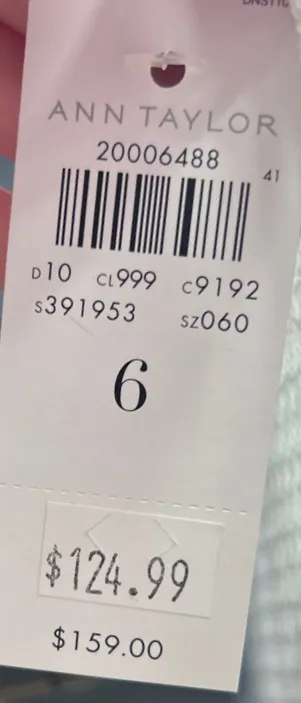 ANN TAYLOR
20006488
41
D10 CL999 C9192
S391953 SZ060
6
$124.99
$159.00